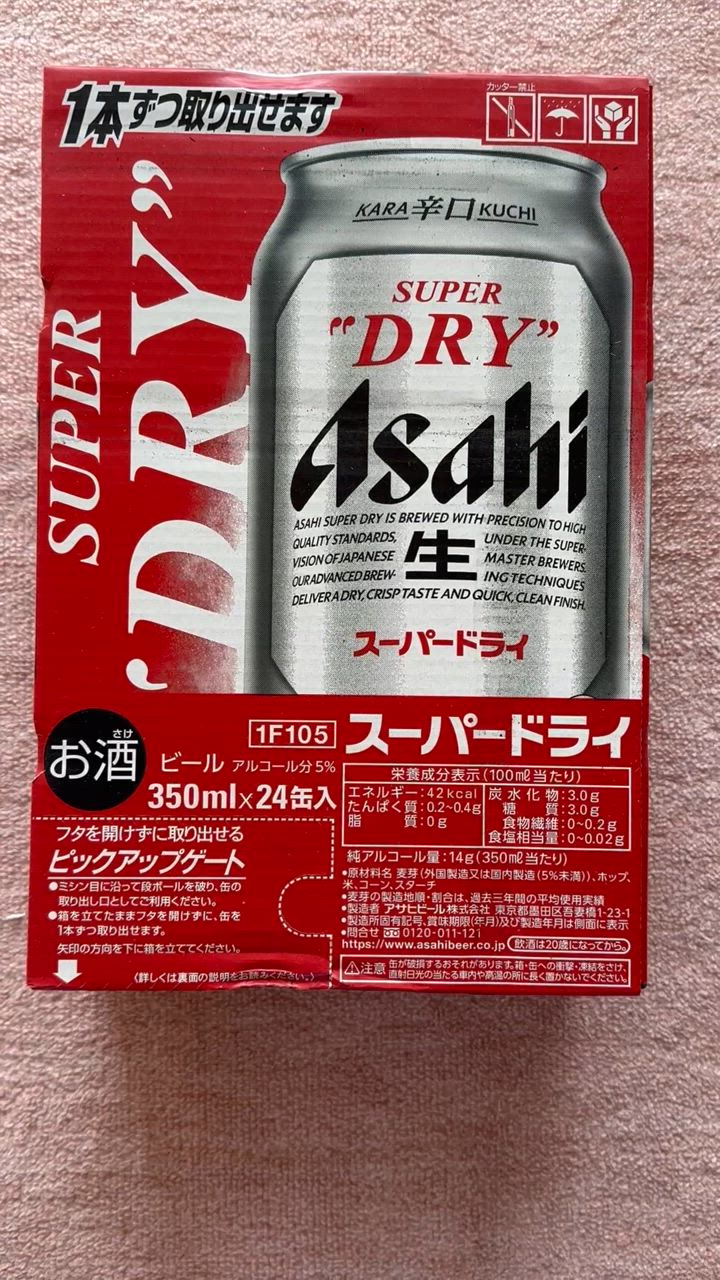 1本ずつ取り出せます
カッター禁止
SUPER
"DRY"
KARA 辛口 KUCHI
SUPER
"DRY"
Asahi
ASAHI SUPER DRY IS BREWED WITH PRECISION TO HIGH
QUALITY STANDARDS, UNDER THE SUPER-
VISION OF JAPANESE MASTER BREWERS.
OUR ADVANCED BREW- ING TECHNIQUES
DELIVER A DRY, CRISP TASTE AND QUICK, CLEAN FINISH.
生
スーパードライ
お酒
さけ
1F105
ビール アルコール分5%
350ml×24缶入
スーパードライ
栄養成分表示(100㎖当たり)
エネルギー:42kcal
たんぱく質:0.2~0.4g
脂 質:0g
炭水化物:3.0g
糖 質:3.0g
食物繊維:0~0.2g
食塩相当量:0~0.02g
純アルコール量:14g(350㎖当たり)
●原材料名 麦芽(外国製造又は国内製造(5%未満))、ホップ、
米、コーン、スターチ
●麦芽の製造地順・割合は、過去三年間の平均使用実績
●製造者 アサヒビール株式会社 東京都墨田区吾妻橋1-23-1
●製造所固有記号、賞味期限(年月)及び製造年月は側面に表示
●問合せ 0120-011-121
https://www.asahibeer.co.jp 飲酒は20歳になってから。
注意 缶が破損するおそれがあります。箱・缶への衝撃・凍結をさけ、
直射日光の当たる車内や高温の所に長く置かないでください。
フタを開けずに取り出せる
ピックアップゲート
●ミシン目に沿って段ボールを破り、缶の
取り出し口としてご利用ください。
●箱を立てたままフタを開けずに、缶を
1本ずつ取り出せます。
矢印の方向を下に箱を立ててください。
〈詳しくは裏面の説明をお読みください。〉